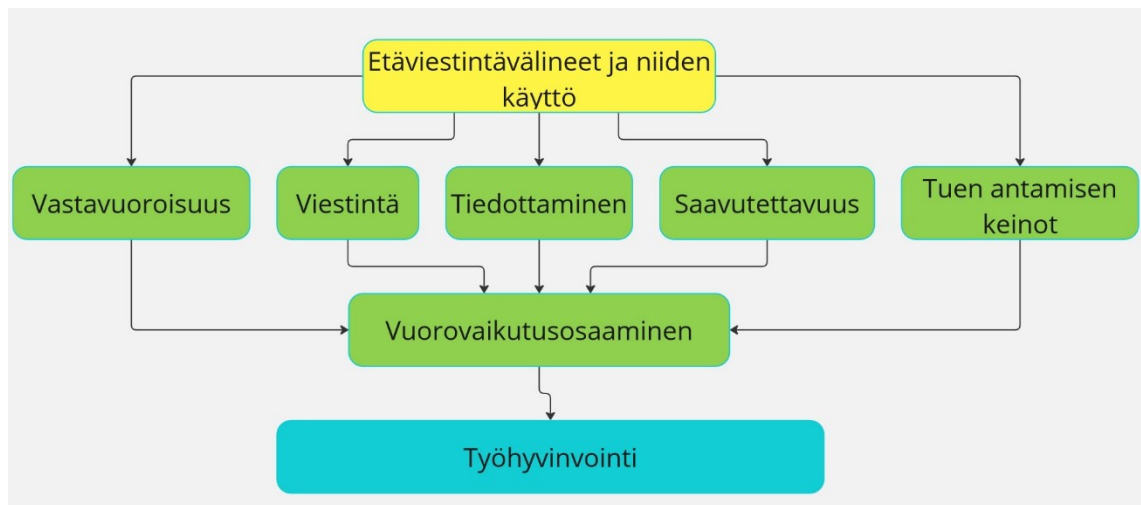 Etäviestintävälineet ja niiden
käyttö
Vastavuoroisuus
Viestintä
Tiedottaminen
Saavutettavuus
Tuen antamisen
keinot
Vuorovaikutusosaaminen
Työhyvinvointi